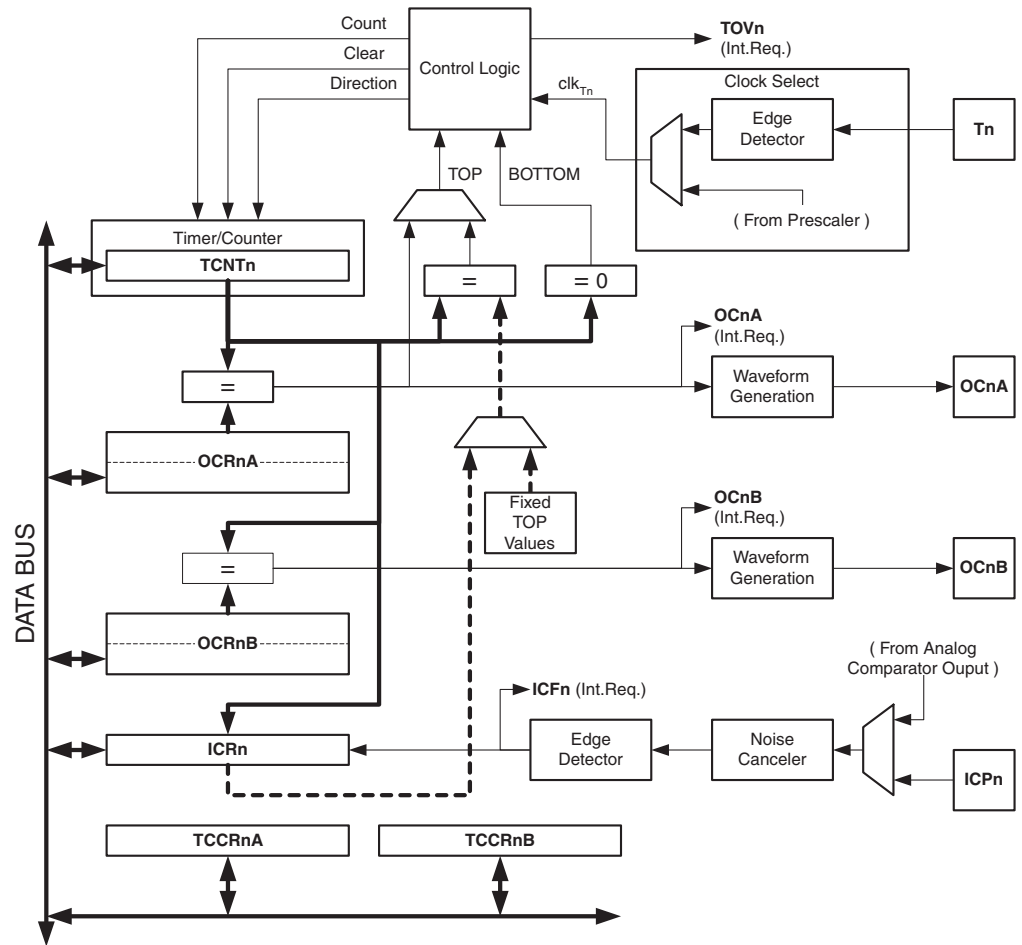 Count
Clear
Direction
Control Logic
TOVn
(Int.Req.)
clkTn
Clock Select
Edge
Detector
Tn
( From Prescaler )
TOP
BOTTOM
Timer/Counter
TCNTn
=
= 0
OCnA
(Int.Req.)
=
Waveform
Generation
OCnA
OCRnA
Fixed
TOP
Values
OCnB
(Int.Req.)
=
Waveform
Generation
OCnB
OCRnB
DATA BUS
( From Analog
Comparator Ouput )
ICFn (Int.Req.)
ICRn
Edge
Detector
Noise
Canceler
ICPn
TCCRnA
TCCRnB